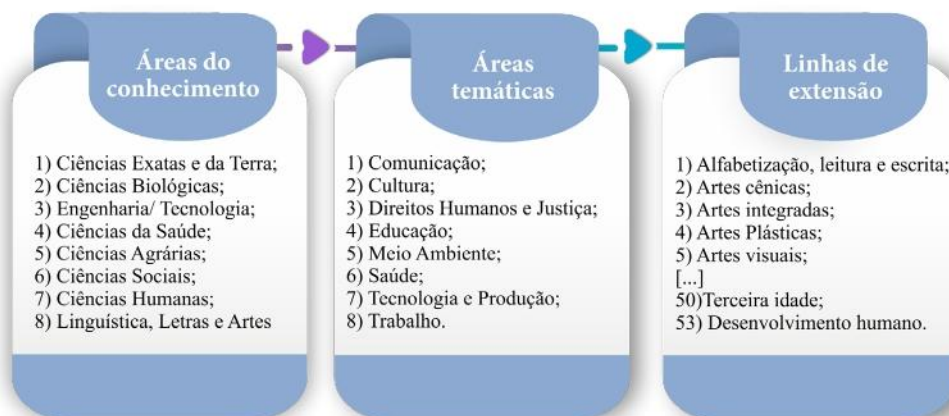 Áreas do
conhecimento
1) Ciências Exatas e da Terra;
2) Ciências Biológicas;
3) Engenharia/ Tecnologia;
4) Ciências da Saúde;
5) Ciências Agrárias;
6) Ciências Sociais;
7) Ciências Humanas;
8) Linguística, Letras e Artes
Áreas
temáticas
1) Comunicação;
2) Cultura;
3) Direitos Humanos e Justiça;
4) Educação;
5) Meio Ambiente;
6) Saúde;
7) Tecnologia e Produção;
8) Trabalho.
Linhas de
extensão
1) Alfabetização, leitura e escrita;
2) Artes cênicas;
3) Artes integradas;
4) Artes Plásticas;
5) Artes visuais;
[...]
50)Terceira idade;
53) Desenvolvimento humano.